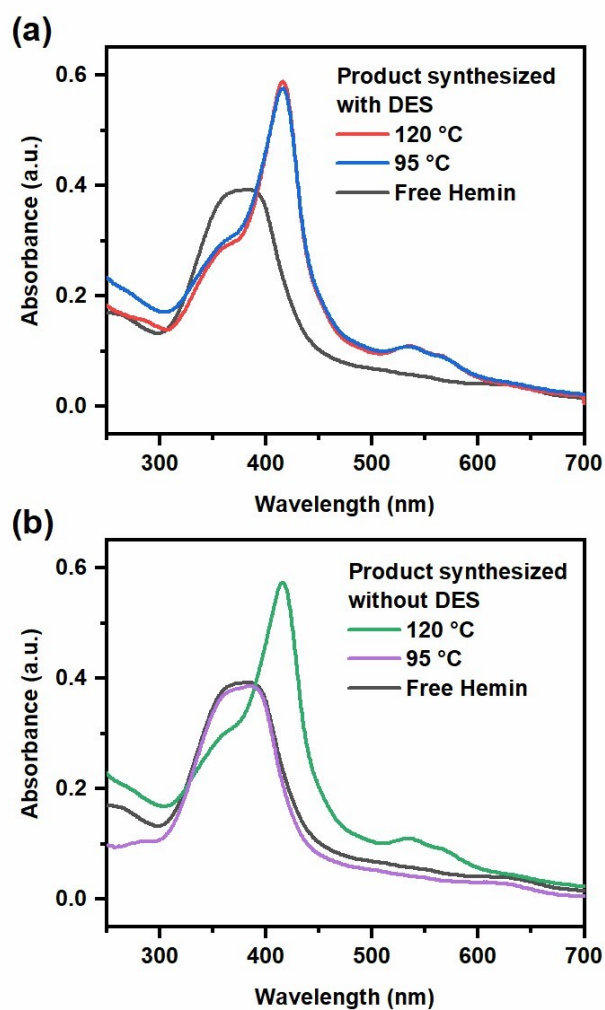 (a)
Product synthesized
with DES
120 °C
95 °C
Free Hemin
Absorbance (a.u.)
0.6
0.4
0.2
0.0
300 400 500 600 700
Wavelength (nm)
(b)
Product synthesized
without DES
120 °C
95 °C
Free Hemin
Absorbance (a.u.)
0.6
0.4
0.2
0.0
300 400 500 600 700
Wavelength (nm)